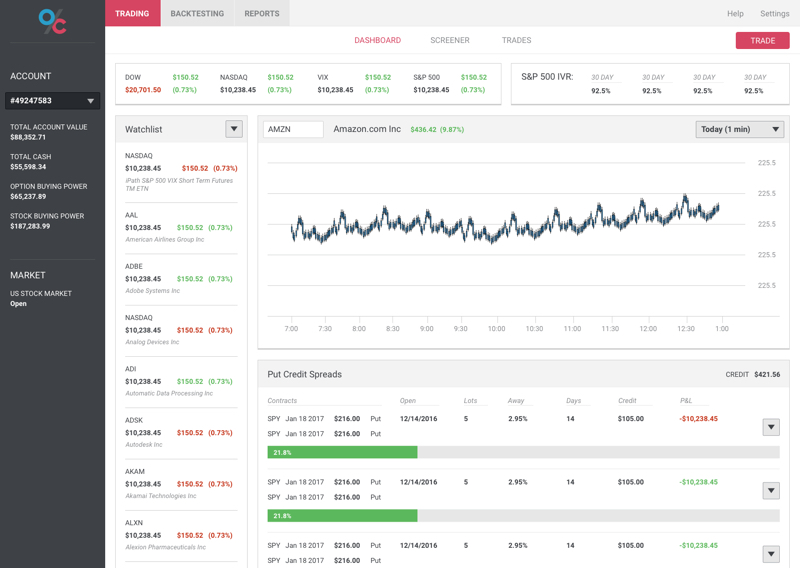 %
TRADING
BACKTESTING
REPORTS
Help
Settings
DASHBOARD
SCREENER
TRADES
TRADE
ACCOUNT
#49247583
TOTAL ACCOUNT VALUE
$88,352.71
TOTAL CASH
$55,598.34
OPTION BUYING POWER
$65,237.89
STOCK BUYING POWER
$187,283.99
MARKET
US STOCK MARKET
Open
DOW $150.52 NASDAQ $150.52 VIX $150.52 S&P 500 $150.52
$20,701.50 (0.73%) $10,238.45 (0.73%) $10,238.45 (0.73%) $10,238.45 (0.73%)
S&P 500 IVR: 30 DAY 30 DAY 30 DAY 30 DAY
92.5% 92.5% 92.5% 92.5%
Watchlist
NASDAQ
$10,238.45 $150.52 (0.73%)
iPath S&P 500 VIX Short Term Futures
TM ETN
AAL
$10,238.45 $150.52 (0.73%)
American Airlines Group Inc
ADBE
$10,238.45 $150.52 (0.73%)
Adobe Systems Inc
NASDAQ
$10,238.45 $150.52 (0.73%)
Analog Devices Inc
ADI
$10,238.45 $150.52 (0.73%)
Automatic Data Processing Inc
ADSK
$10,238.45 $150.52 (0.73%)
Autodesk Inc
AKAM
$10,238.45 $150.52 (0.73%)
Akamai Technologies Inc
ALXN
$10,238.45 $150.52 (0.73%)
Alexion Pharmaceuticals Inc
AMZN Amazon.com Inc $436.42 (9.87%) Today (1 min)
225.5
225.5
225.5
225.5
225.5
7:00 7:30 8:00 8:30 9:00 9:30 9:30 10:00 10:30 11:00 11:30 12:00 12:30 1:00
Put Credit Spreads CREDIT $421.56
Contracts Open Lots Away Days Credit P&L
SPY Jan 18 2017 $216.00 Put 12/14/2016 5 2.95% 14 $105.00 -$10,238.45
SPY Jan 18 2017 $216.00 Put
21.8%
SPY Jan 18 2017 $216.00 Put 12/14/2016 5 2.95% 14 $105.00 -$10,238.45
SPY Jan 18 2017 $216.00 Put
21.8%
SPY Jan 18 2017 $216.00 Put 12/14/2016 5 2.95% 14 $105.00 -$10,238.45
SPY Jan 18 2017 $216.00 Put